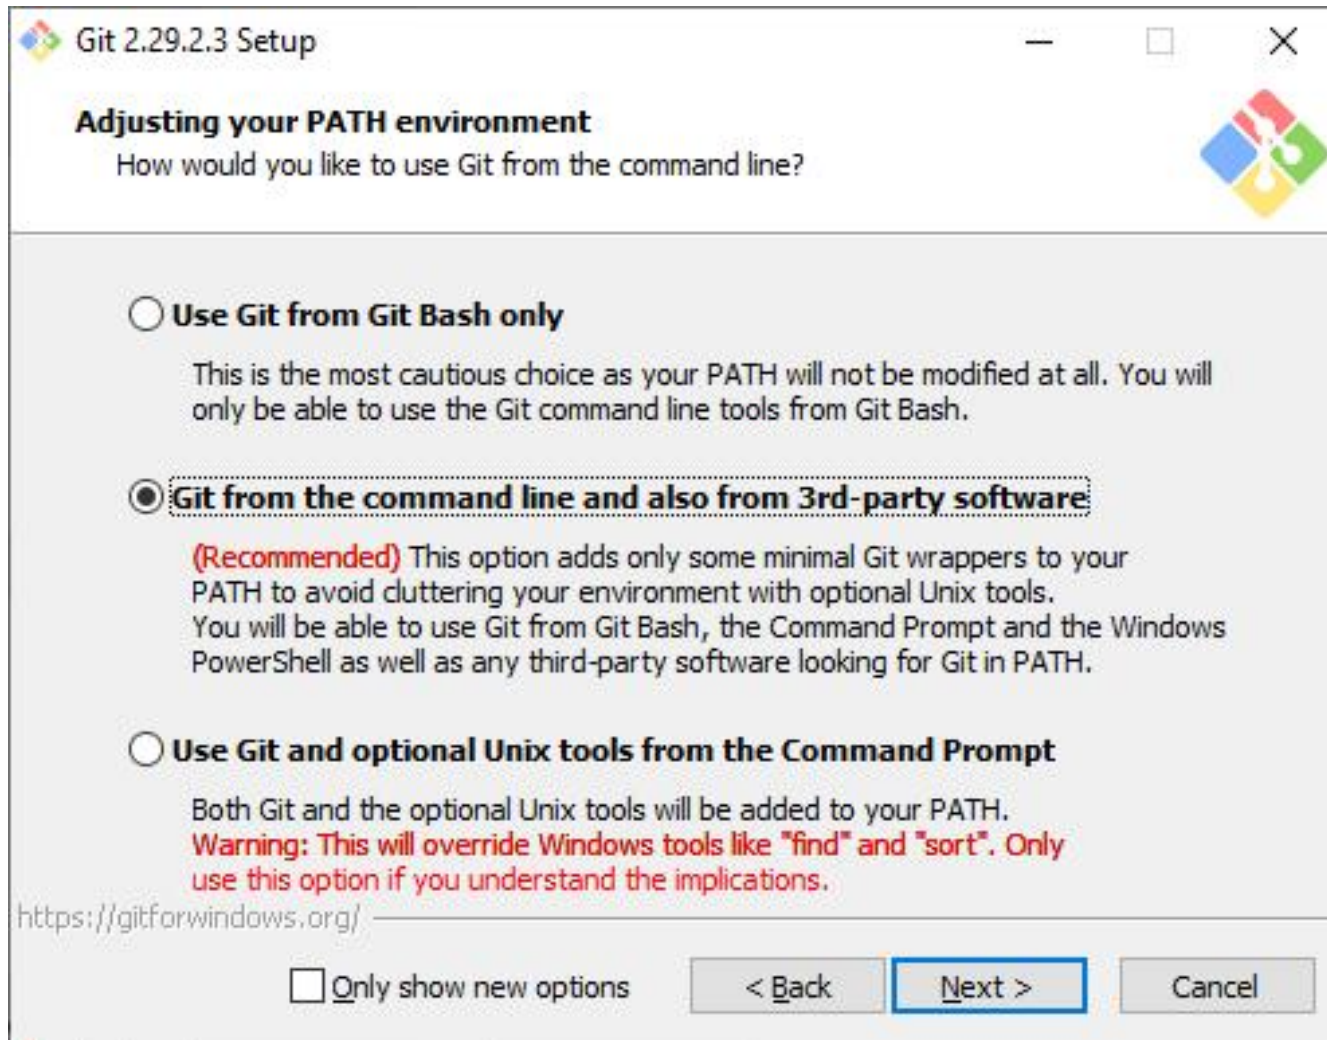 Git 2.29.2.3 Setup
Adjusting your PATH environment
How would you like to use Git from the command line?
Use Git from Git Bash only
This is the most cautious choice as your PATH will not be modified at all. You will
only be able to use the Git command line tools from Git Bash.
Git from the command line and also from 3rd-party software
(Recommended) This option adds only some minimal Git wrappers to your
PATH to avoid cluttering your environment with optional Unix tools.
You will be able to use Git from Git Bash, the Command Prompt and the Windows
PowerShell as well as any third-party software looking for Git in PATH.
Use Git and optional Unix tools from the Command Prompt
Both Git and the optional Unix tools will be added to your PATH.
Warning: This will override Windows tools like "find" and "sort". Only
use this option if you understand the implications.
https://gitforwindows.org/
Only show new options
< Back
Next >
Cancel